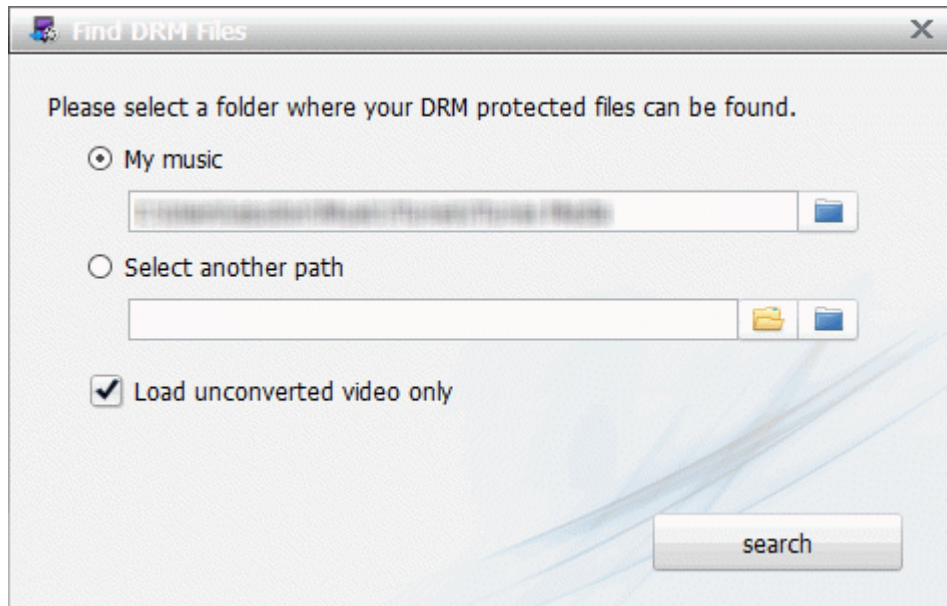 Find DRM Files
Please select a folder where your DRM protected files can be found.
My music
Select another path
Load unconverted video only
search